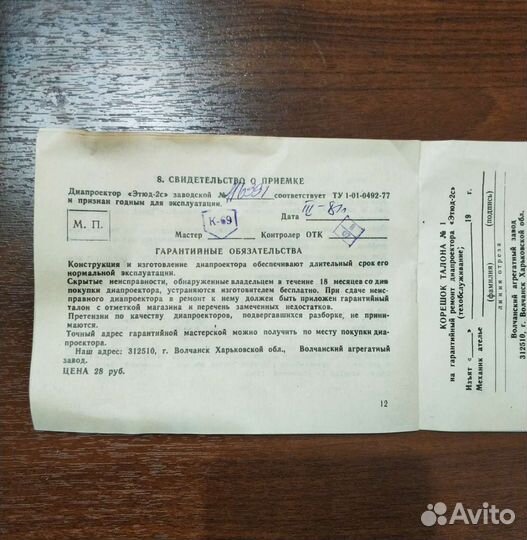 8. СВИДЕТЕЛЬСТВО О ПРИЕМКЕ
Диапроектор «Этюд-2с» заводской № соответствует ТУ 1-01-0492-77
и признан годным для эксплуатации.
М. П.
Дата III-81г.
К-69
Мастер Контролер ОТК
ГАРАНТИЙНЫЕ ОБЯЗАТЕЛЬСТВА
Конструкция и изготовление диапроектора обеспечивают длительный срок его
нормальной эксплуатации.
Скрытые неисправности, обнаруженные владельцем в течение 18 месяцев со дня
покупки диапроектора, устраняются изготовителем бесплатно. При сдаче неис-
правного диапроектора в ремонт к нему должен быть приложен гарантийный
талон с отметкой магазина и перечень замеченных недостатков.
Претензии по качеству диапроекторов, подвергавшихся разборке, не прини-
маются.
Точный адрес гарантийной мастерской можно получить по месту покупки диа-
проектора.
Наш адрес: 312510, г. Волчанск Харьковской обл., Волчанский агрегатный
завод.
ЦЕНА 28 руб.
12
КОРЕШОК ТАЛОНА № 1
на гарантийный ремонт диапроектора «Этюд-2с»
(техобслуживание)
Изъят « » 19 г.
Механик ателье
(фамилия) (подпись)
линия отреза
Волчанский агрегатный завод
312510, г. Волчанск Харьковской обл.
Avito